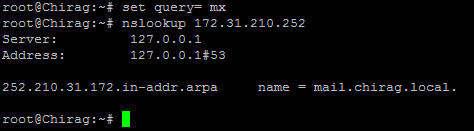 root@Chirag:~# set query= mx
root@Chirag:~# nslookup 172.31.210.252
Server:         127.0.0.1
Address:        127.0.0.1#53
252.210.31.172.in-addr.arpa     name = mail.chirag.local.
root@Chirag:~#